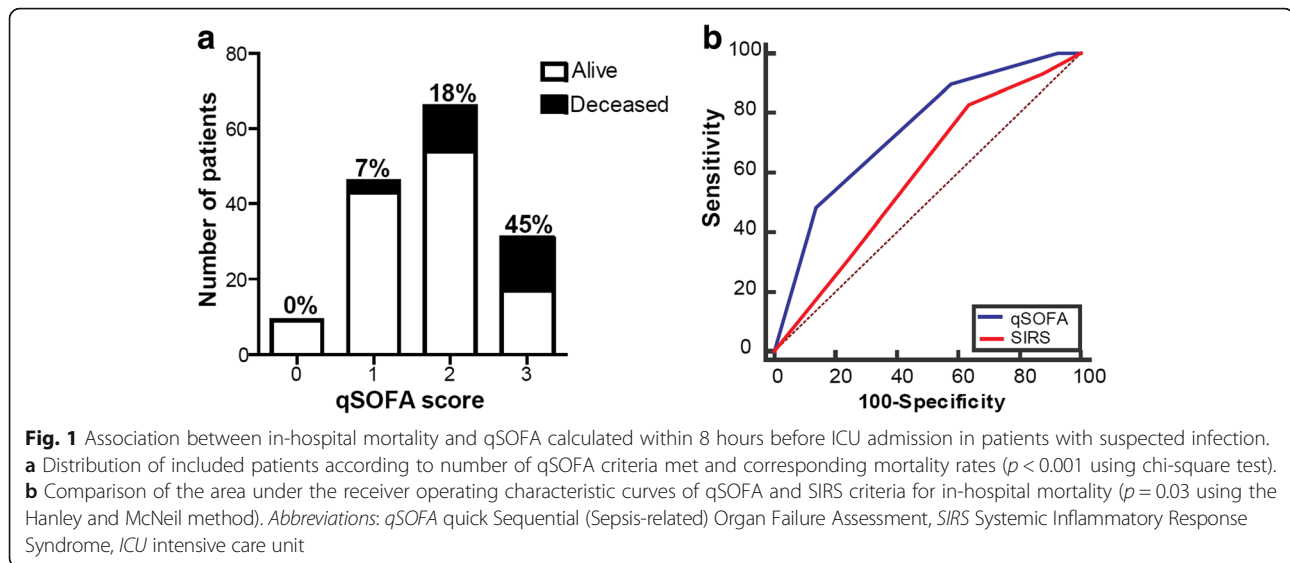 a
80
60
40
20
0
Number of patients
Alive
Deceased
0%
7%
18%
45%
0 1 2 3
qSOFA score
b
100
80
60
40
20
0
Sensitivity
qSOFA
SIRS
0 20 40 60 80 100
100-Specificity
Fig. 1 Association between in-hospital mortality and qSOFA calculated within 8 hours before ICU admission in patients with suspected infection.
a Distribution of included patients according to number of qSOFA criteria met and corresponding mortality rates (p < 0.001 using chi-square test).
b Comparison of the area under the receiver operating characteristic curves of qSOFA and SIRS criteria for in-hospital mortality (p = 0.03 using the
Hanley and McNeil method). Abbreviations: qSOFA quick Sequential (Sepsis-related) Organ Failure Assessment, SIRS Systemic Inflammatory Response
Syndrome, ICU intensive care unit